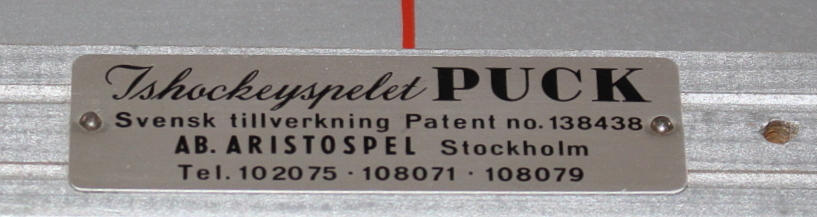 Ishockeyspelet PUCK
Svensk tillverkning Patent no. 138438
AB. ARISTOSPEL Stockholm
Tel. 102075 · 108071 · 108079